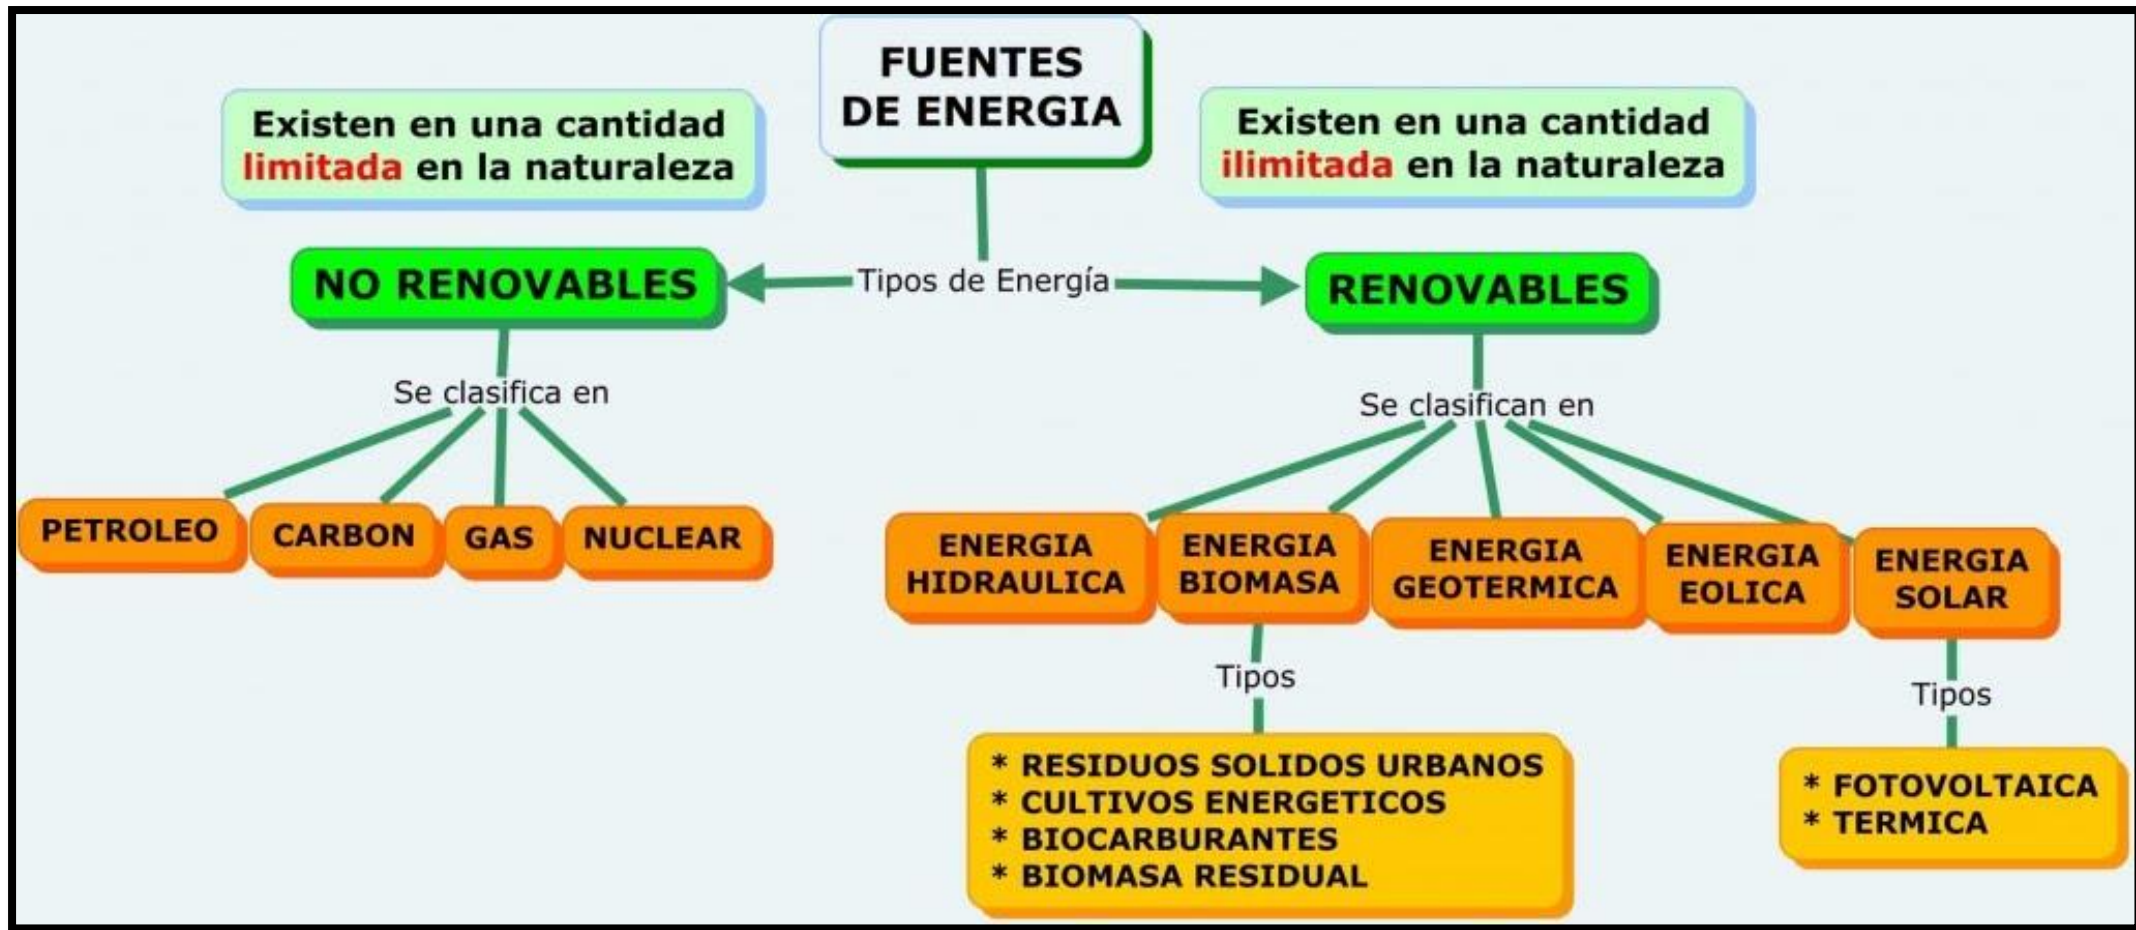 FUENTES
DE ENERGIA
Existen en una cantidad
limitada en la naturaleza
Existen en una cantidad
ilimitada en la naturaleza
Tipos de Energía
NO RENOVABLES
Se clasifica en
PETROLEO
CARBON
GAS
NUCLEAR
RENOVABLES
Se clasifican en
ENERGIA
HIDRAULICA
ENERGIA
BIOMASA
ENERGIA
GEOTERMICA
ENERGIA
EOLICA
ENERGIA
SOLAR
Tipos
* RESIDUOS SOLIDOS URBANOS
* CULTIVOS ENERGETICOS
* BIOCARBURANTES
* BIOMASA RESIDUAL
Tipos
* FOTOVOLTAICA
* TERMICA